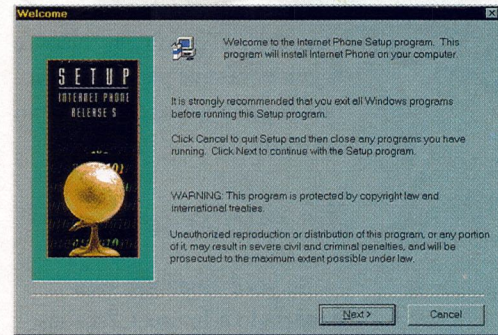 Welcome
SETUP
INTERNET PHONE
RELEASE 5
Welcome to the Internet Phone Setup program. This
program will install Internet Phone on your computer.
It is strongly recommended that you exit all Windows programs
before running this Setup program.
Click Cancel to quit Setup and then close any programs you have
running. Click Next to continue with the Setup program.
WARNING: This program is protected by copyright law and
international treaties.
Unauthorized reproduction or distribution of this program, or any portion
of it, may result in severe civil and criminal penalties, and will be
prosecuted to the maximum extent possible under law.
Next >
Cancel